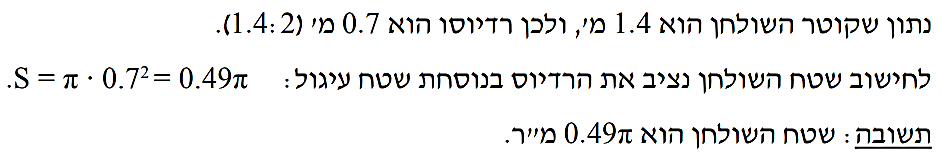 נתון שקוטר השולחן הוא 1.4 מ׳, ולכן רדיוסו הוא 0.7 מ׳ (1.4:2).
לחישוב שטח השולחן נציב את הרדיוס בנוסחת שטח עיגול: S = π · 0.7² = 0.49π.
תשובה: שטח השולחן הוא 0.49π מ״ר.